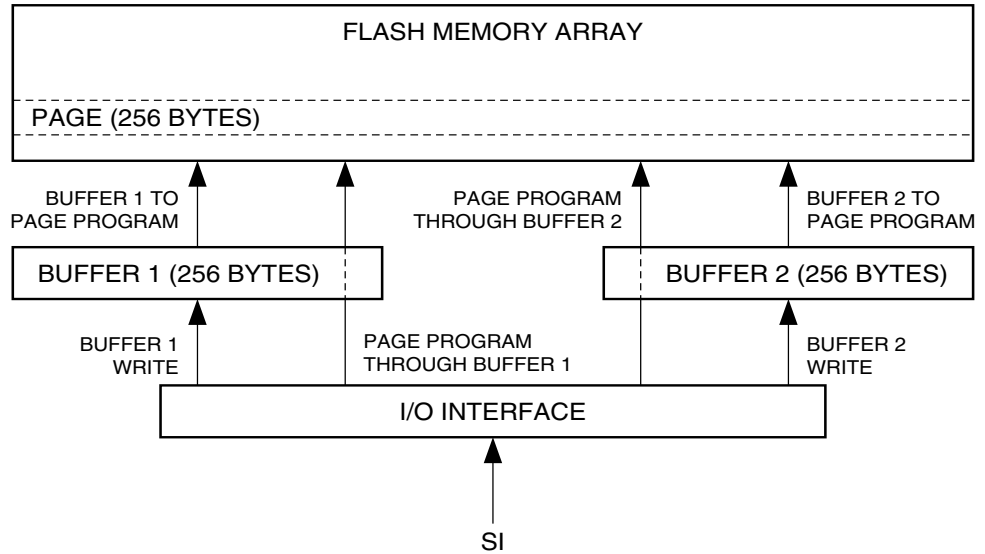 FLASH MEMORY ARRAY
PAGE (256 BYTES)
BUFFER 1 TO
PAGE PROGRAM
PAGE PROGRAM
THROUGH BUFFER 2
BUFFER 2 TO
PAGE PROGRAM
BUFFER 1 (256 BYTES)
BUFFER 2 (256 BYTES)
BUFFER 1
WRITE
PAGE PROGRAM
THROUGH BUFFER 1
BUFFER 2
WRITE
I/O INTERFACE
SI